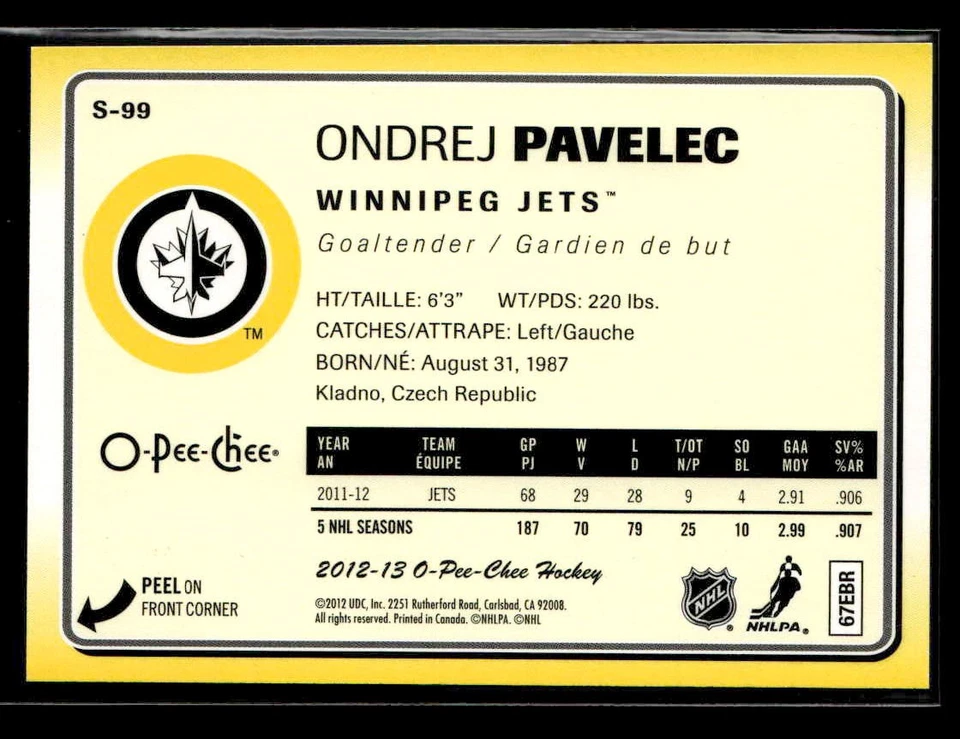 S-99
ONDREJ PAVELEC
WINNIPEG JETS™
Goaltender / Gardien de but
TM
HT/TAILLE: 6'3" WT/PDS: 220 lbs.
CATCHES/ATTRAPE: Left/Gauche
BORN/NÉ: August 31, 1987
Kladno, Czech Republic
O-Pee-Chee®
YEAR TEAM GP W L T/OT SO GAA SV%
AN ÉQUIPE PJ V D N/P BL MOY %AR
2011-12 JETS 68 29 28 9 4 2.91 .906
5 NHL SEASONS 187 70 79 25 10 2.99 .907
2012-13 O-Pee-Chee Hockey
PEEL ON
FRONT CORNER
©2012 UDC, Inc. 2251 Rutherford Road, Carlsbad, CA 92008.
All rights reserved. Printed in Canada. ©NHLPA. ©NHL
NHL®
NHLPA®
67EBR